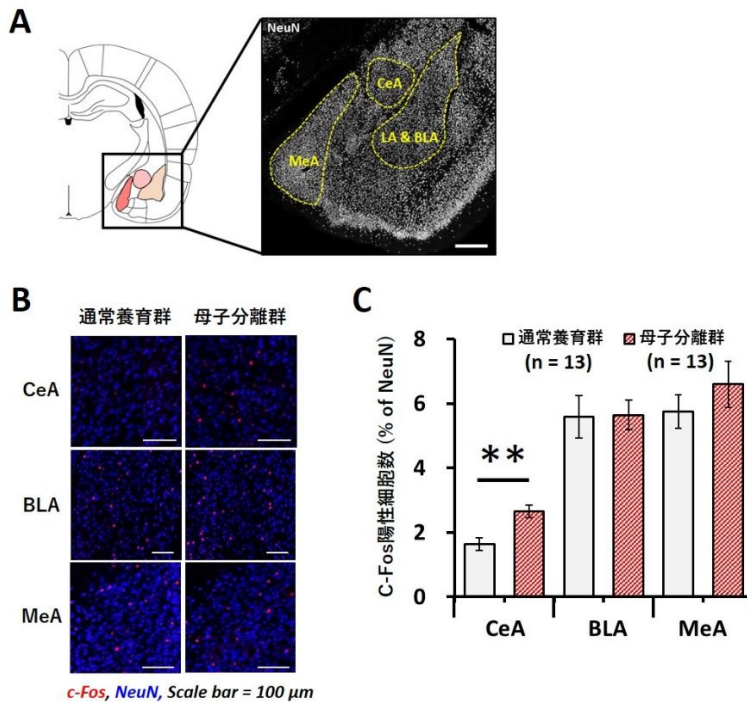 A
NeuN
CeA
LA & BLA
MeA
B
通常養育群 母子分離群
CeA
BLA
MeA
c-Fos, NeuN, Scale bar = 100 μm
C
通常養育群 母子分離群
(n = 13) (n = 13)
C-Fos陽性細胞数 (% of NeuN)
8
6
4
2
0
**
CeA BLA MeA